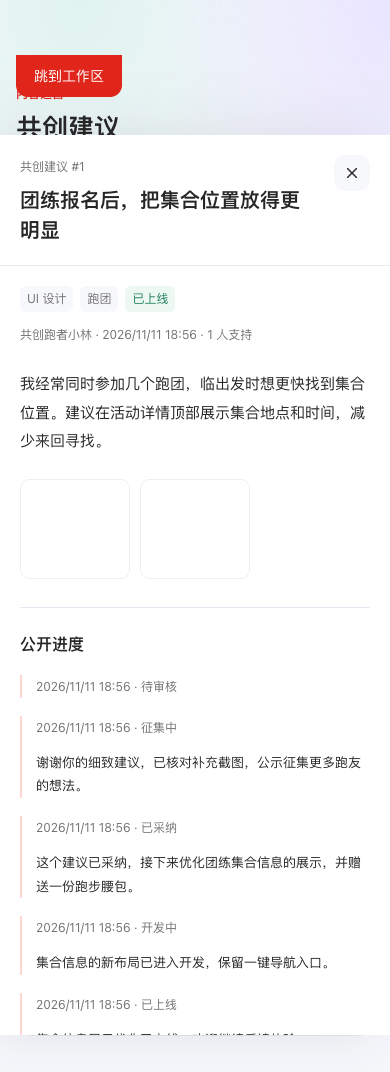 跳到工作区
共创建议
共创建议 #1
团练报名后，把集合位置放得更
明显
UI 设计
跑团
已上线
共创跑者小林 · 2026/11/11 18:56 · 1 人支持
我经常同时参加几个跑团，临出发时想更快找到集合
位置。建议在活动详情顶部展示集合地点和时间，减
少来回寻找。
公开进度
2026/11/11 18:56 · 待审核
2026/11/11 18:56 · 征集中
谢谢你的细致建议，已核对补充截图，公示征集更多跑友
的想法。
2026/11/11 18:56 · 已采纳
这个建议已采纳，接下来优化团练集合信息的展示，并赠
送一份跑步腰包。
2026/11/11 18:56 · 开发中
集合信息的新布局已进入开发，保留一键导航入口。
2026/11/11 18:56 · 已上线